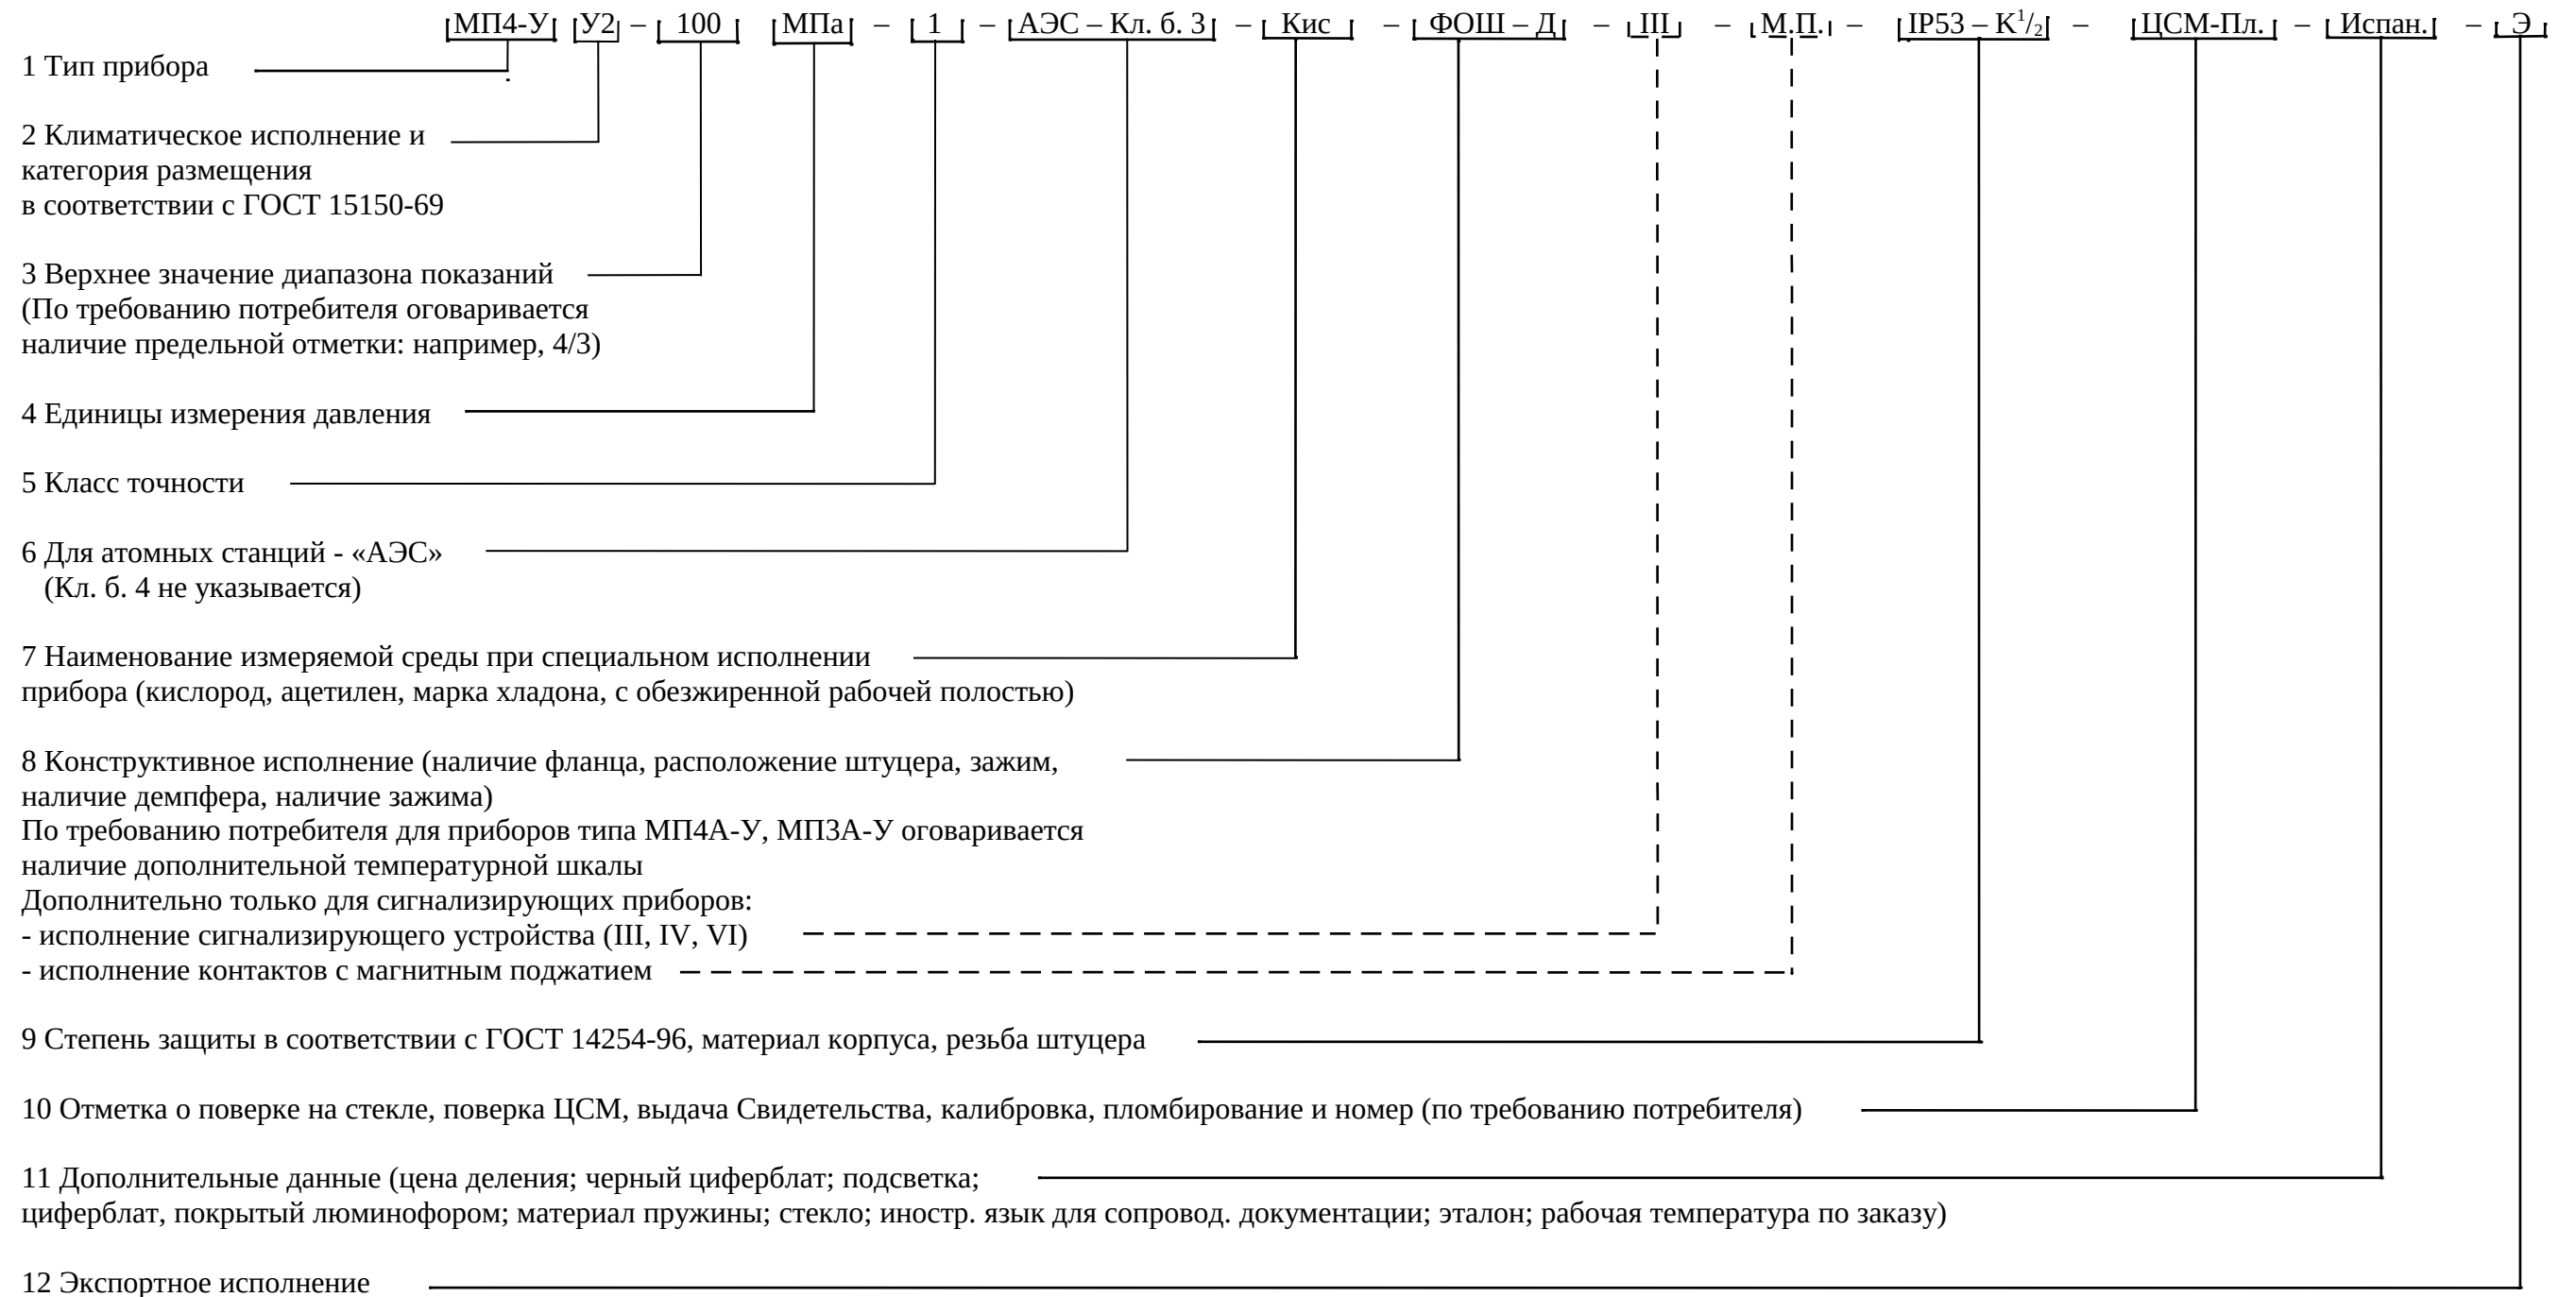 МП4-У У2 – 100 МПа – 1 – АЭС – Кл. б. 3 – Кис – ФОШ – Д – III – М.П. – IP53 – К1/2 – ЦСМ-Пл. – Испан. – Э
1 Тип прибора
2 Климатическое исполнение и
категория размещения
в соответствии с ГОСТ 15150-69
3 Верхнее значение диапазона показаний
(По требованию потребителя оговаривается
наличие предельной отметки: например, 4/3)
4 Единицы измерения давления
5 Класс точности
6 Для атомных станций - «АЭС»
(Кл. б. 4 не указывается)
7 Наименование измеряемой среды при специальном исполнении
прибора (кислород, ацетилен, марка хладона, с обезжиренной рабочей полостью)
8 Конструктивное исполнение (наличие фланца, расположение штуцера, зажим,
наличие демпфера, наличие зажима)
По требованию потребителя для приборов типа МП4А-У, МП3А-У оговаривается
наличие дополнительной температурной шкалы
Дополнительно только для сигнализирующих приборов:
- исполнение сигнализирующего устройства (III, IV, VI)
- исполнение контактов с магнитным поджатием
9 Степень защиты в соответствии с ГОСТ 14254-96, материал корпуса, резьба штуцера
10 Отметка о поверке на стекле, поверка ЦСМ, выдача Свидетельства, калибровка, пломбирование и номер (по требованию потребителя)
11 Дополнительные данные (цена деления; черный циферблат; подсветка;
циферблат, покрытый люминофором; материал пружины; стекло; иностр. язык для сопровод. документации; эталон; рабочая температура по заказу)
12 Экспортное исполнение